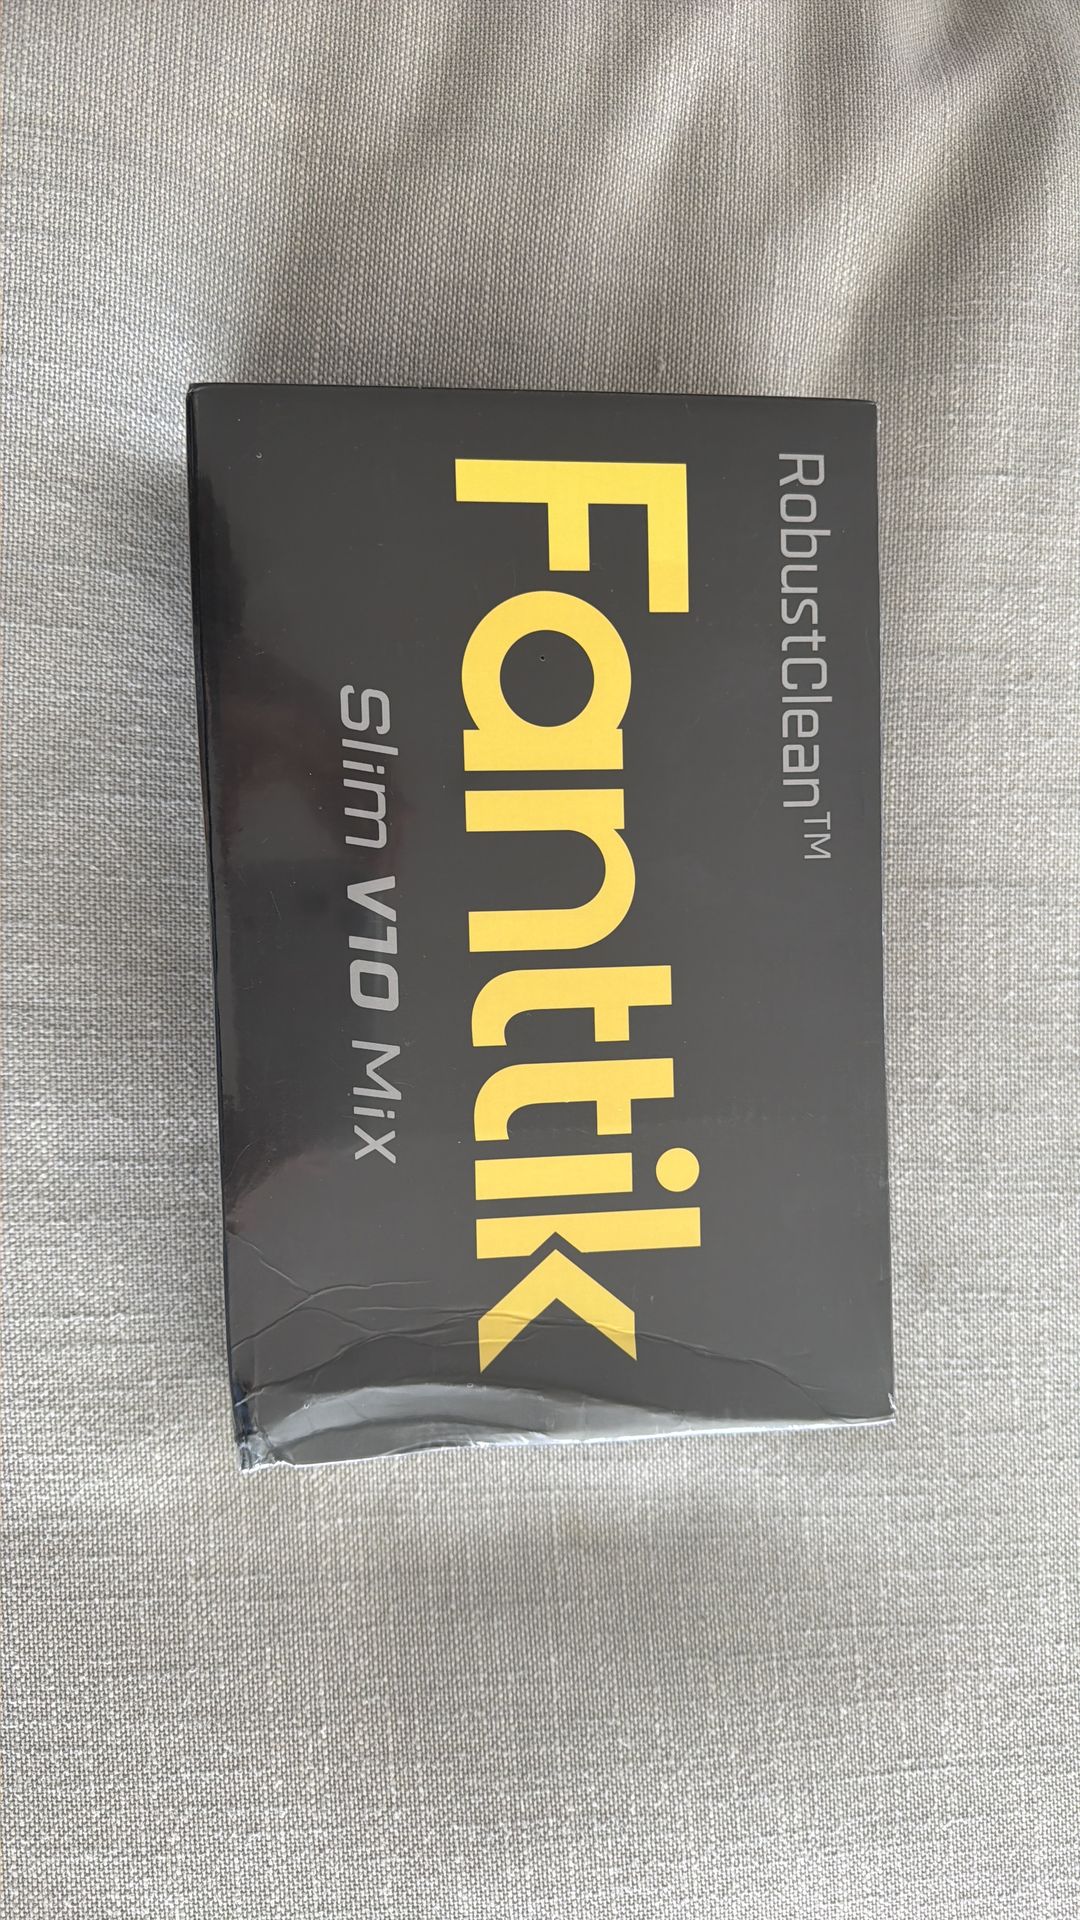 RobustClean™
Fanttik
Slim V10 Mix